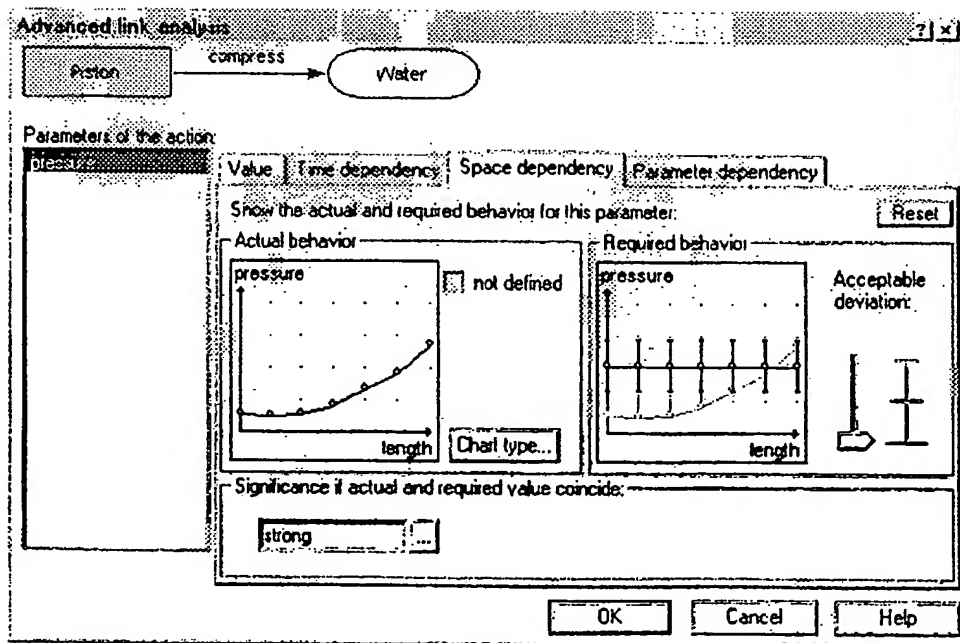 Advanced link analysis
? ×
compress
Piston
Water
Parameters of the action:
Value Time dependency Space dependency Parameter dependency
Show the actual and required behavior for this parameter:
Reset
Actual behavior
Required behavior
pressure
not defined
pressure
Acceptable
deviation:
length
Chart type...
length
Significance if actual and required value coincide:
strong
...
OK Cancel Help